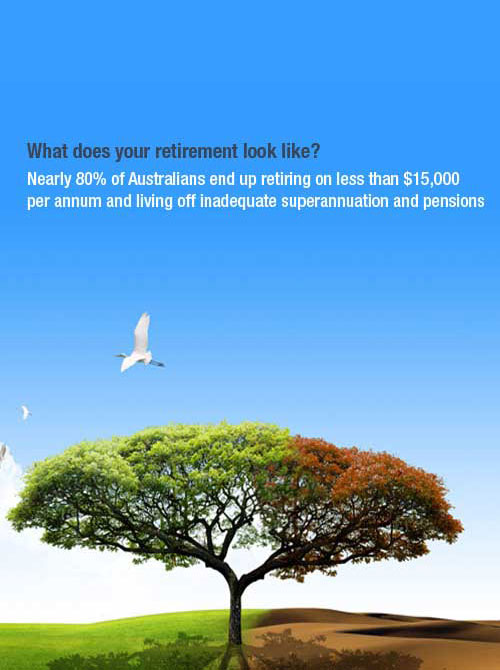 What does your retirement look like?
Nearly 80% of Australians end up retiring on less than $15,000
per annum and living off inadequate superannuation and pensions